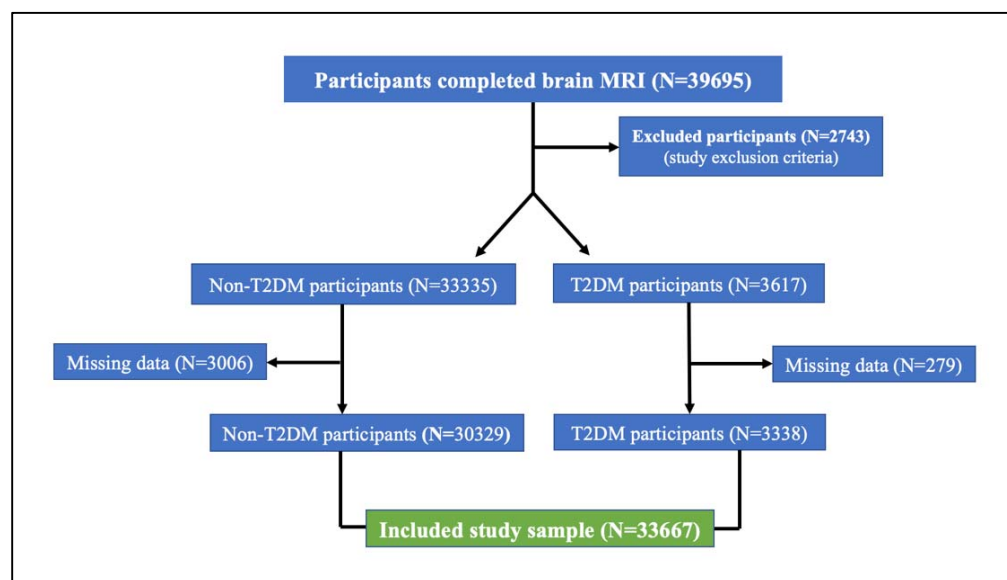 Participants completed brain MRI (N=39695)
Excluded participants (N=2743)
(study exclusion criteria)
Non-T2DM participants (N=33335)
T2DM participants (N=3617)
Missing data (N=3006)
Missing data (N=279)
Non-T2DM participants (N=30329)
T2DM participants (N=3338)
Included study sample (N=33667)